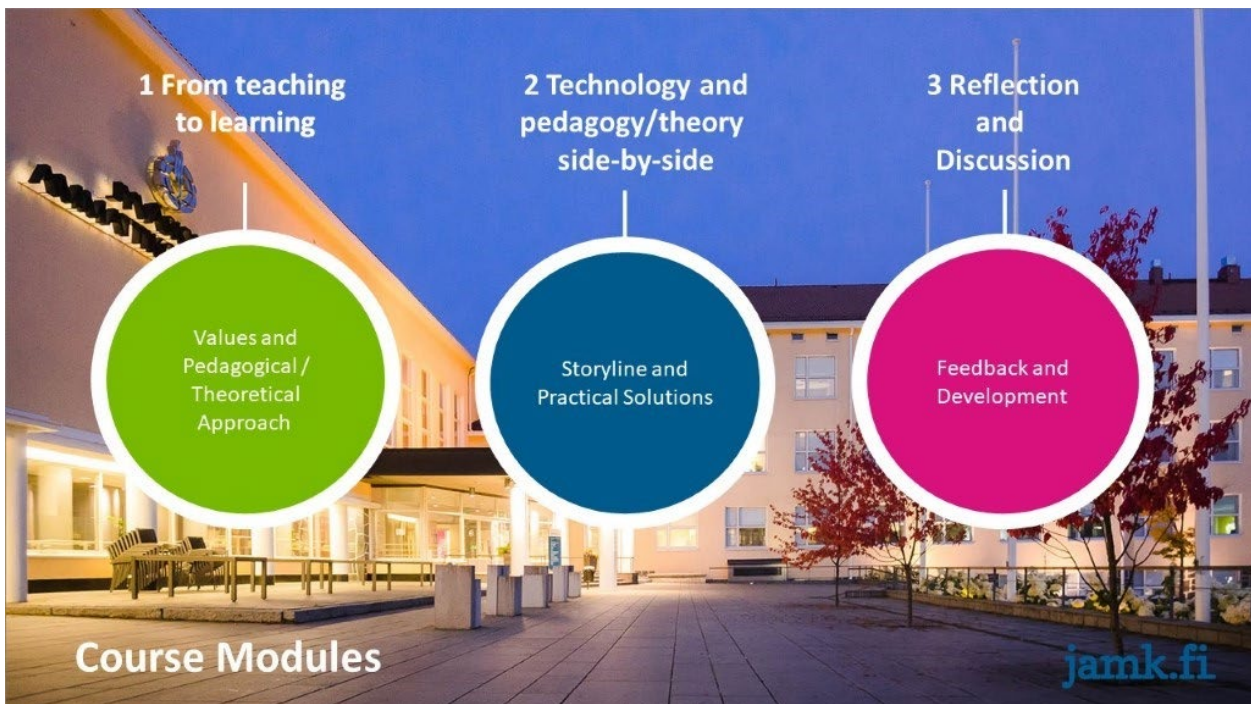 1 From teaching
to learning
2 Technology and
pedagogy/theory
side-by-side
3 Reflection
and
Discussion
Values and
Pedagogical /
Theoretical
Approach
Storyline and
Practical Solutions
Feedback and
Development
Course Modules
jamk.fi